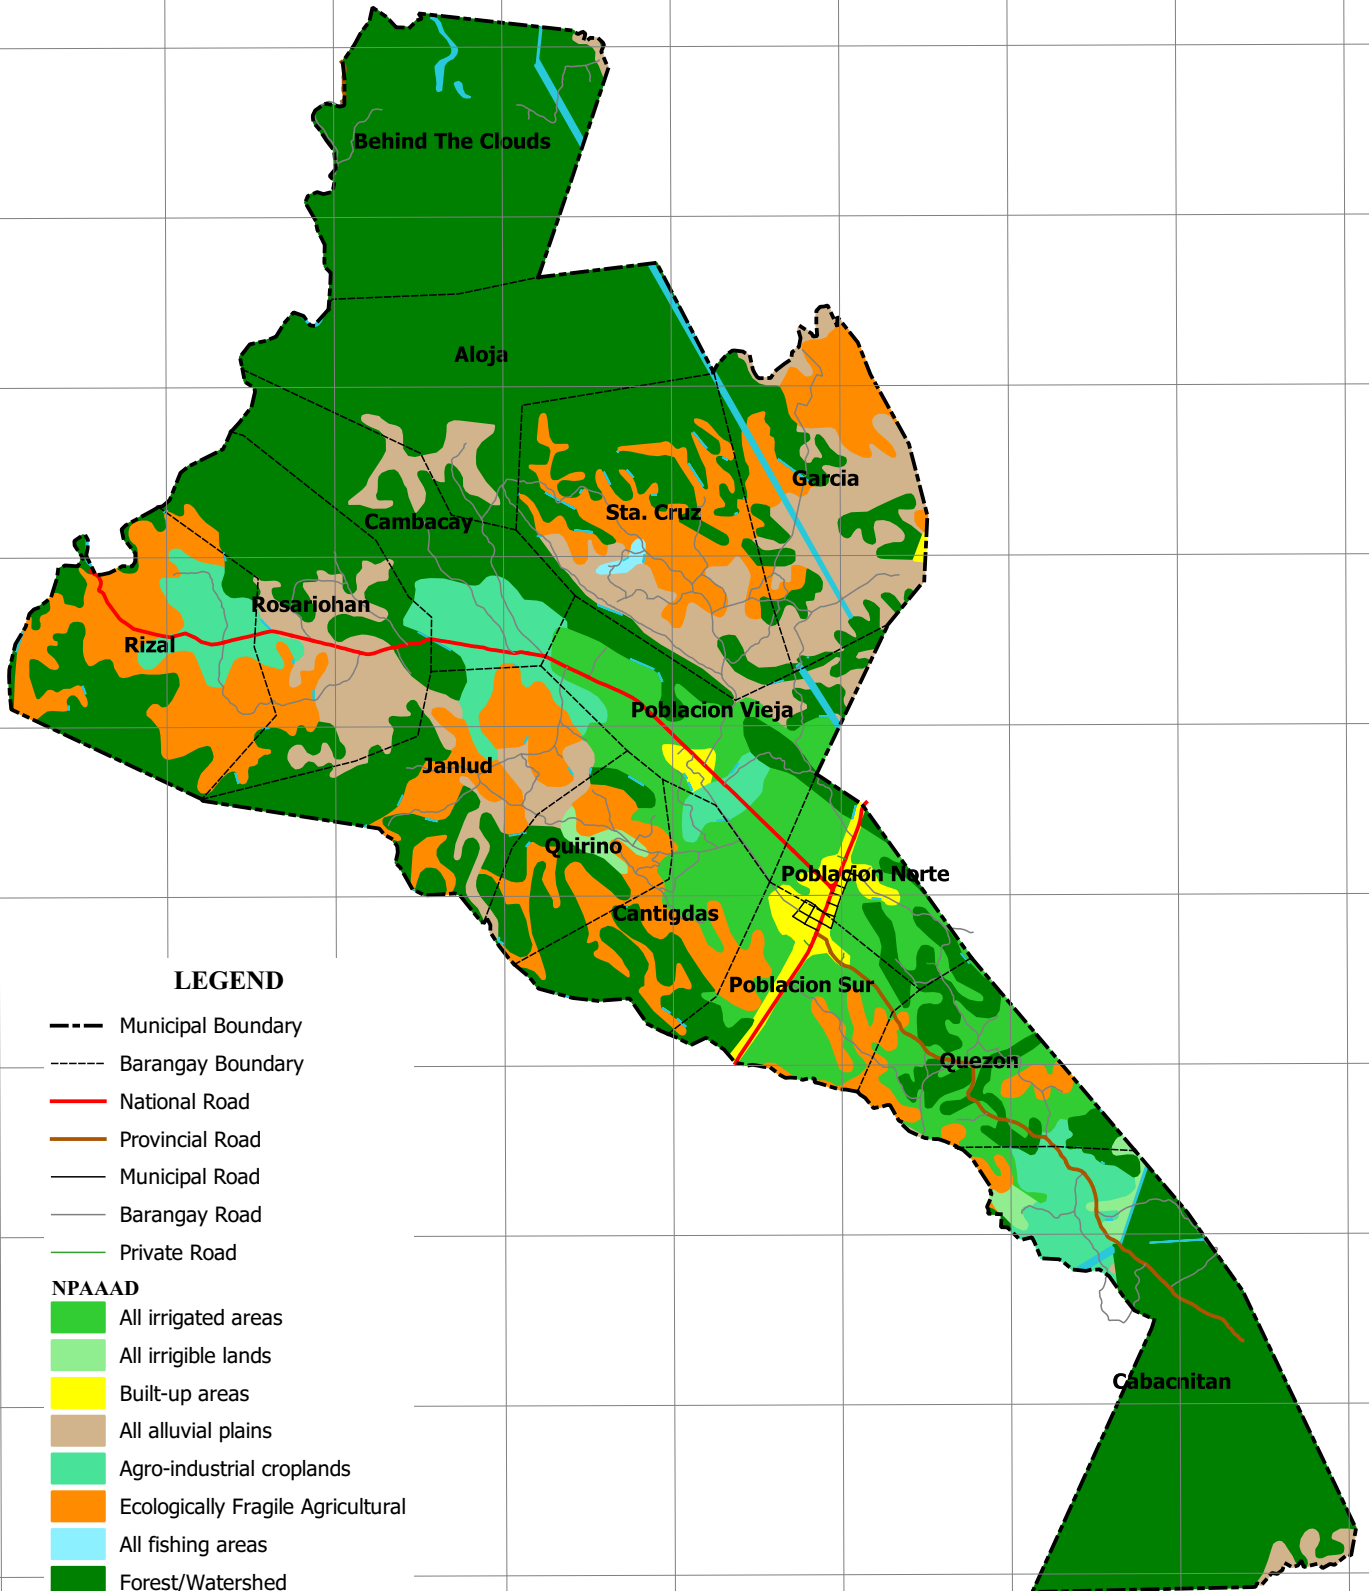 Behind The Clouds
Aloja
Garcia
Sta. Cruz
Cambacay
Rosariohan
Rizal
Poblacion Vieja
Janlud
Quirino
Poblacion Norte
Cantigdas
Poblacion Sur
Quezon
Cabacnitan
LEGEND
Municipal Boundary
Barangay Boundary
National Road
Provincial Road
Municipal Road
Barangay Road
Private Road
NPAAAD
All irrigated areas
All irrigible lands
Built-up areas
All alluvial plains
Agro-industrial croplands
Ecologically Fragile Agricultural
All fishing areas
Forest/Watershed